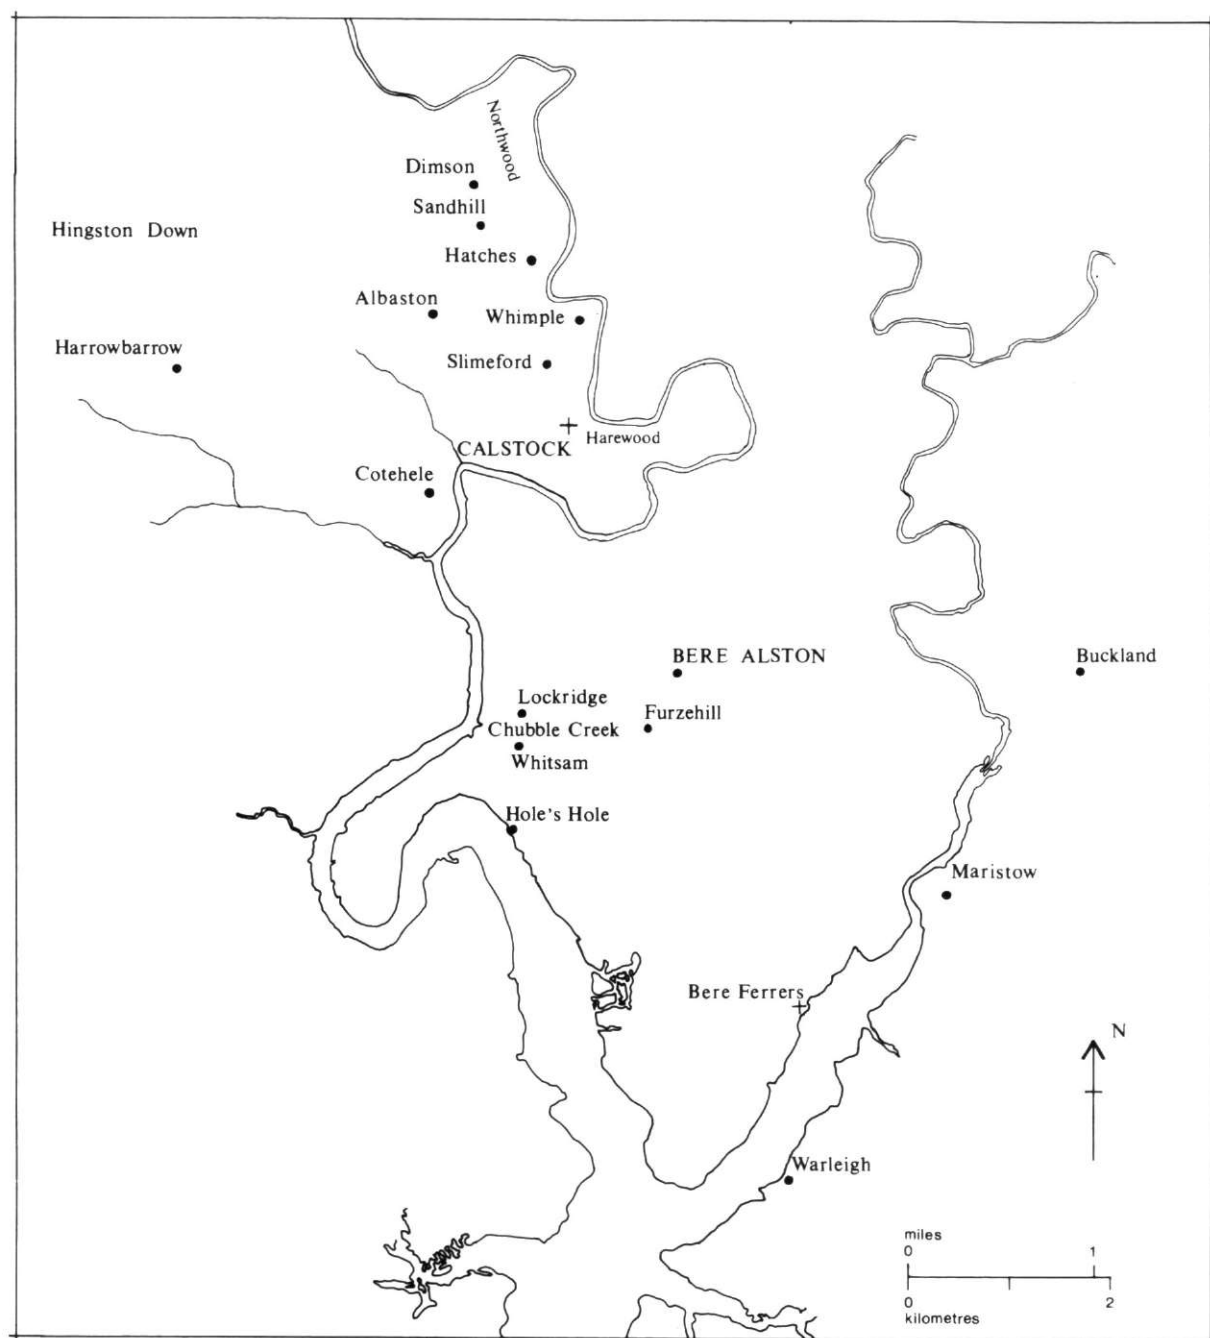 Northwood
Dimson
Sandhill
Hingston Down
Hatches
Albaston
Whimple
Harrowbarrow
Slimeford
Harewood
CALSTOCK
Cotehele
BERE ALSTON
Buckland
Lockridge
Furzehill
Chubble Creek
Whitsam
Hole's Hole
Maristow
Bere Ferrers
N
Warleigh
miles
0 1
0 2
kilometres